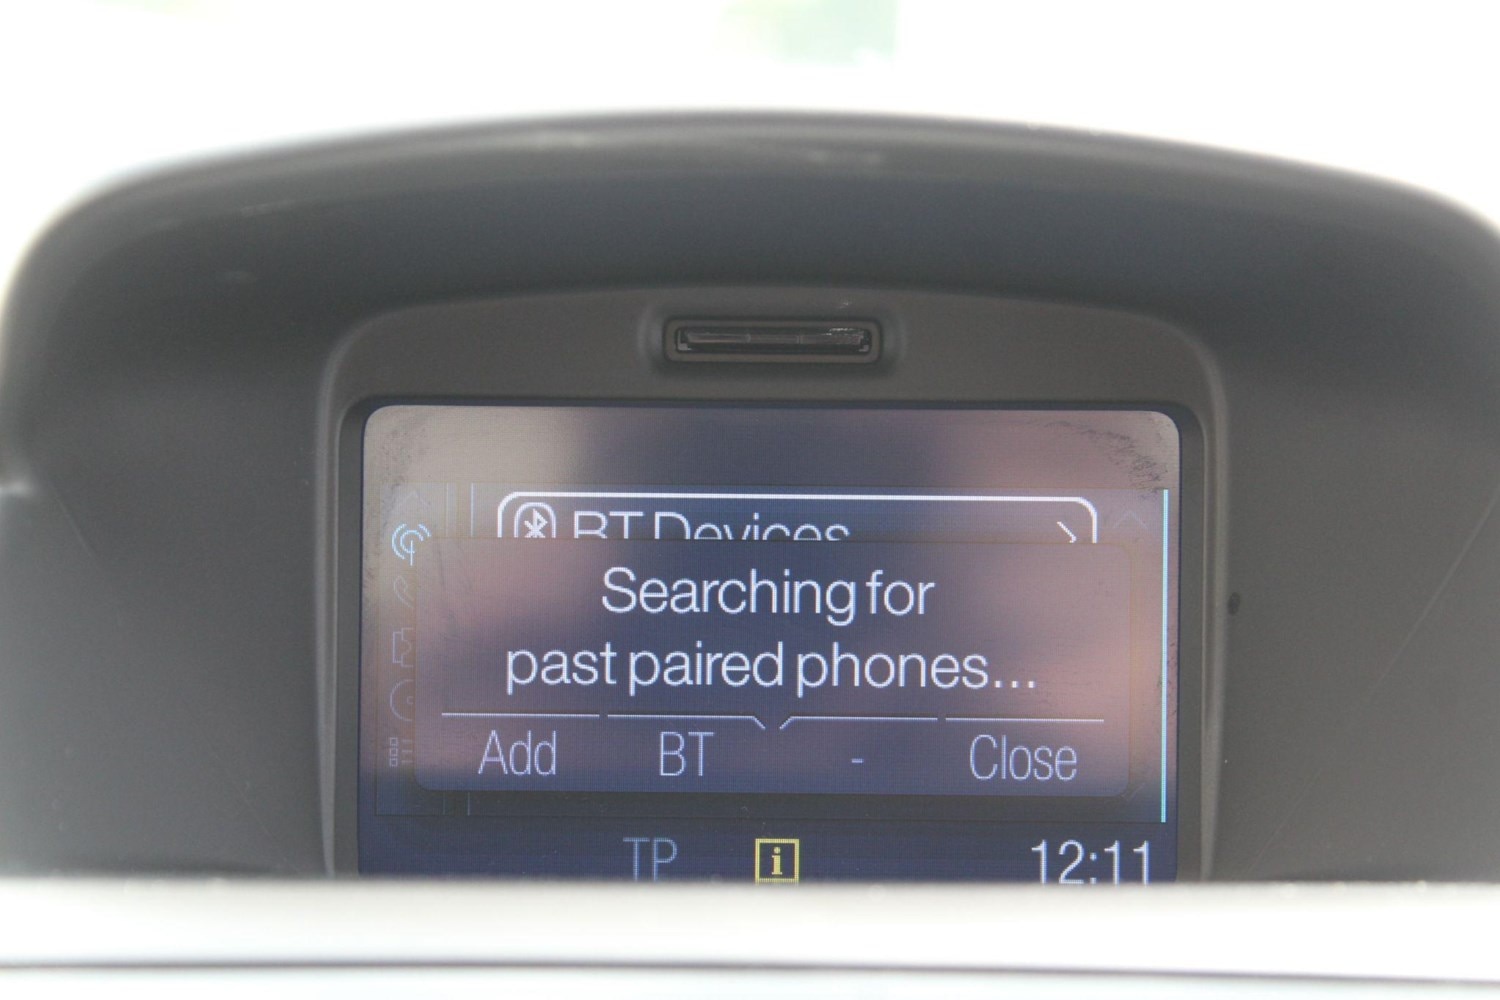 BT Devices
Searching for
past paired phones...
Add BT - Close
TP i 12:11